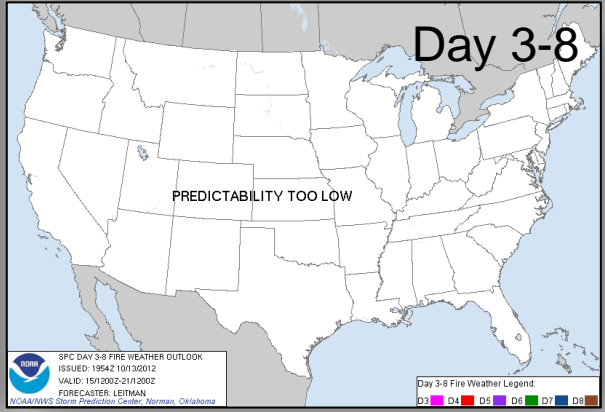 Day 3-8
PREDICTABILITY TOO LOW
NOAA
SPC DAY 3-8 FIRE WEATHER OUTLOOK
ISSUED: 1954Z 10/13/2012
VALID: 15/1200Z-21/1200Z
FORECASTER: LEITMAN
NOAA/NWS Storm Prediction Center, Norman, Oklahoma
Day 3-8 Fire Weather Legend:
D3 D4 D5 D6 D7 D8